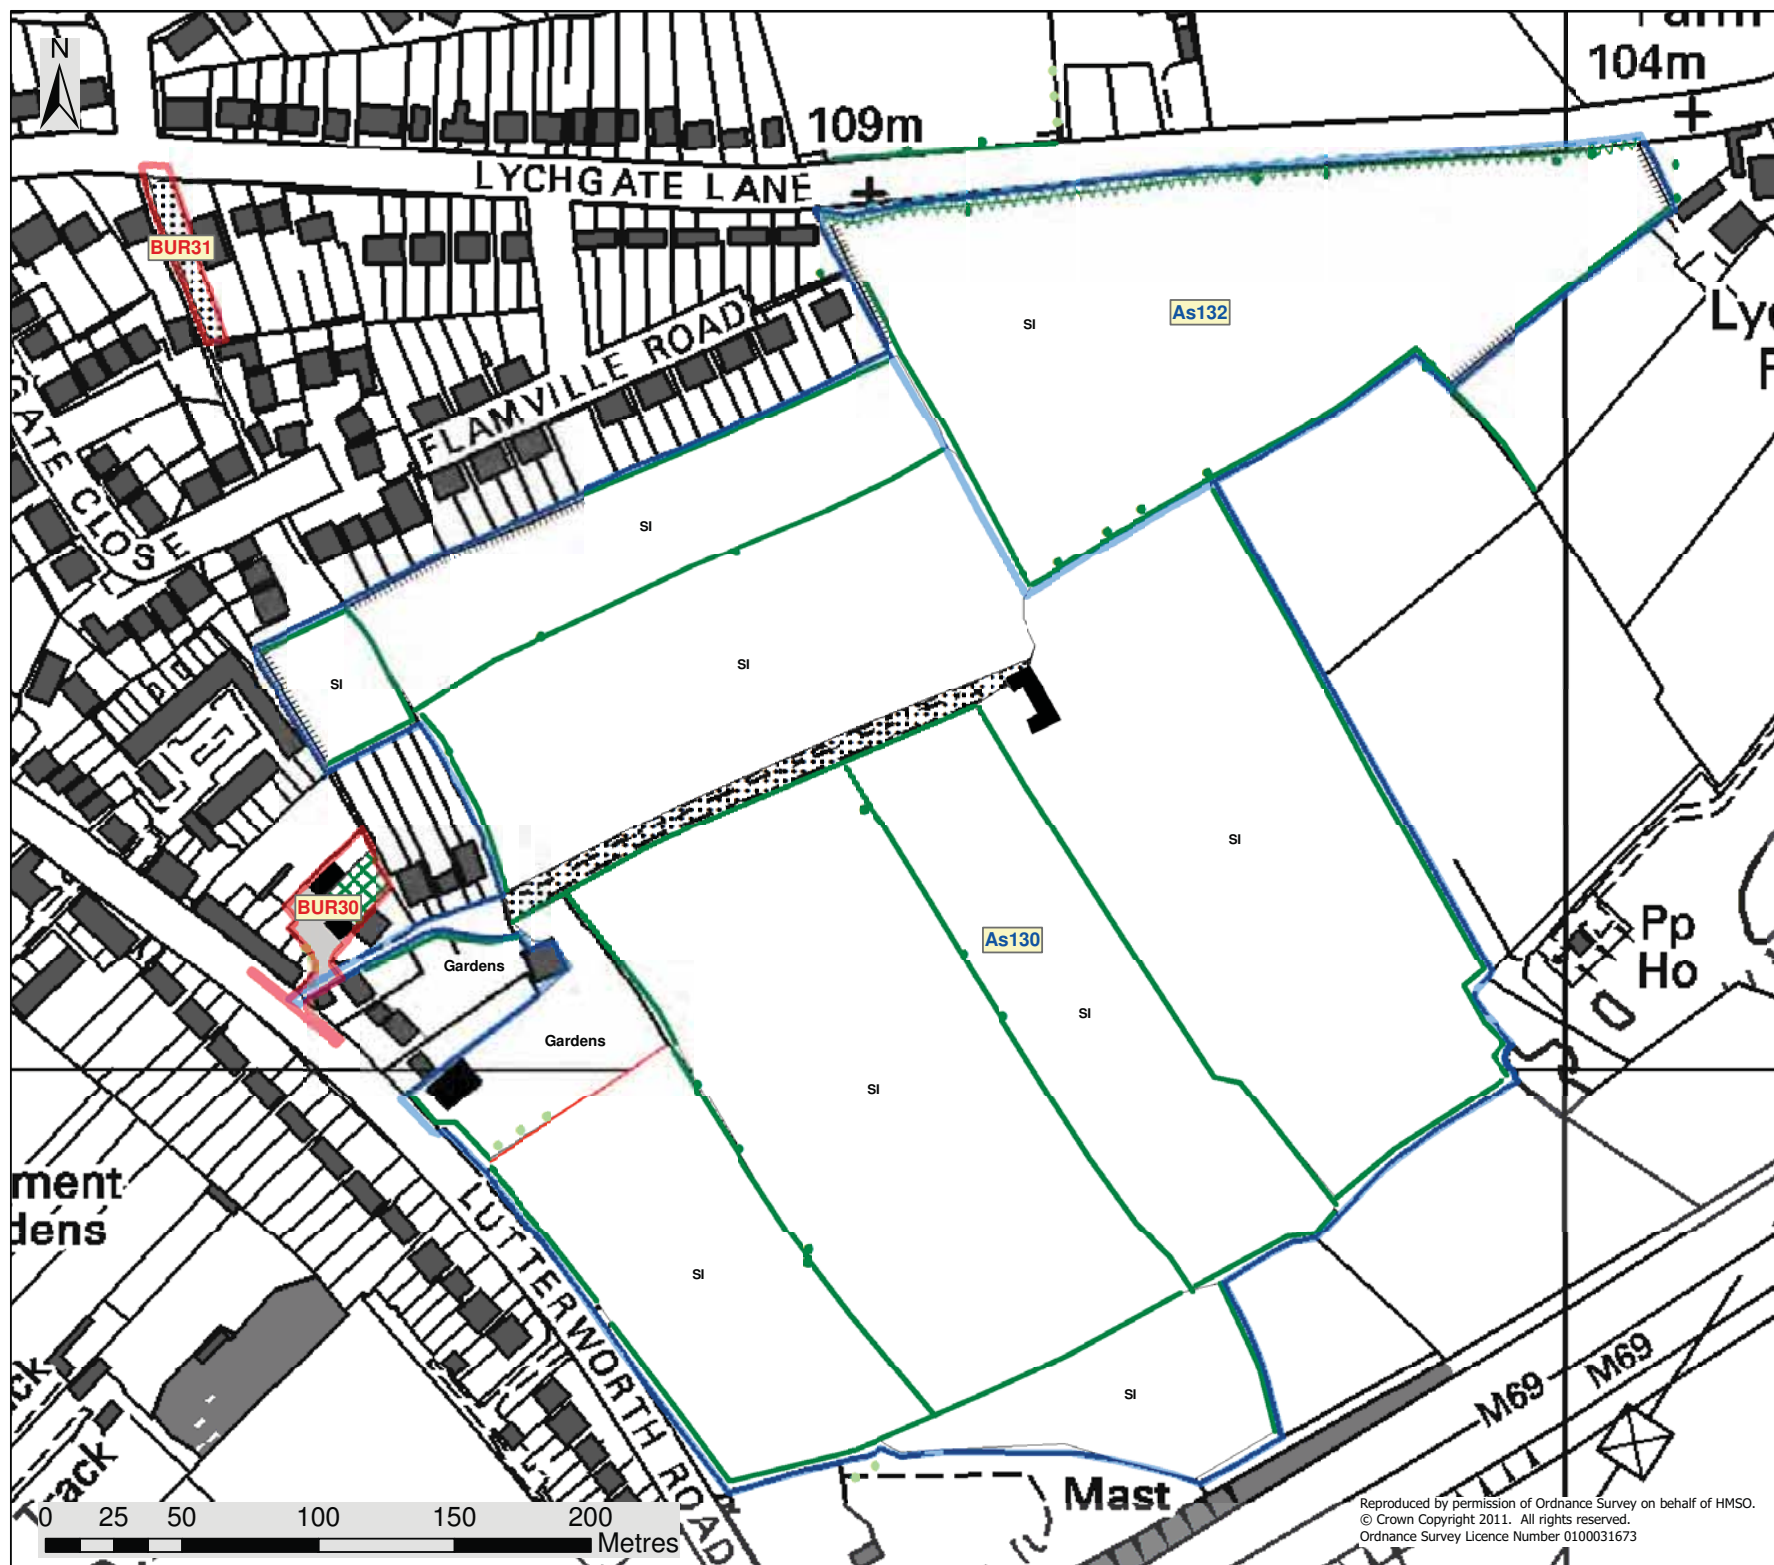 N
Farm
104m
109m
LYCHGATE LANE
BUR31
As132
SI
FLAMVILLE ROAD
GATE CLOSE
SI
SI
SI
SI
BUR30
As130
Pp
Ho
Gardens
Gardens
SI
SI
LUTTERWORTH ROAD
SI
SI
M69
M69
Mast
Track
0 25 50 100 150 200
Metres
Reproduced by permission of Ordnance Survey on behalf of HMSO.
© Crown Copyright 2011. All rights reserved.
Ordnance Survey Licence Number 0100031673